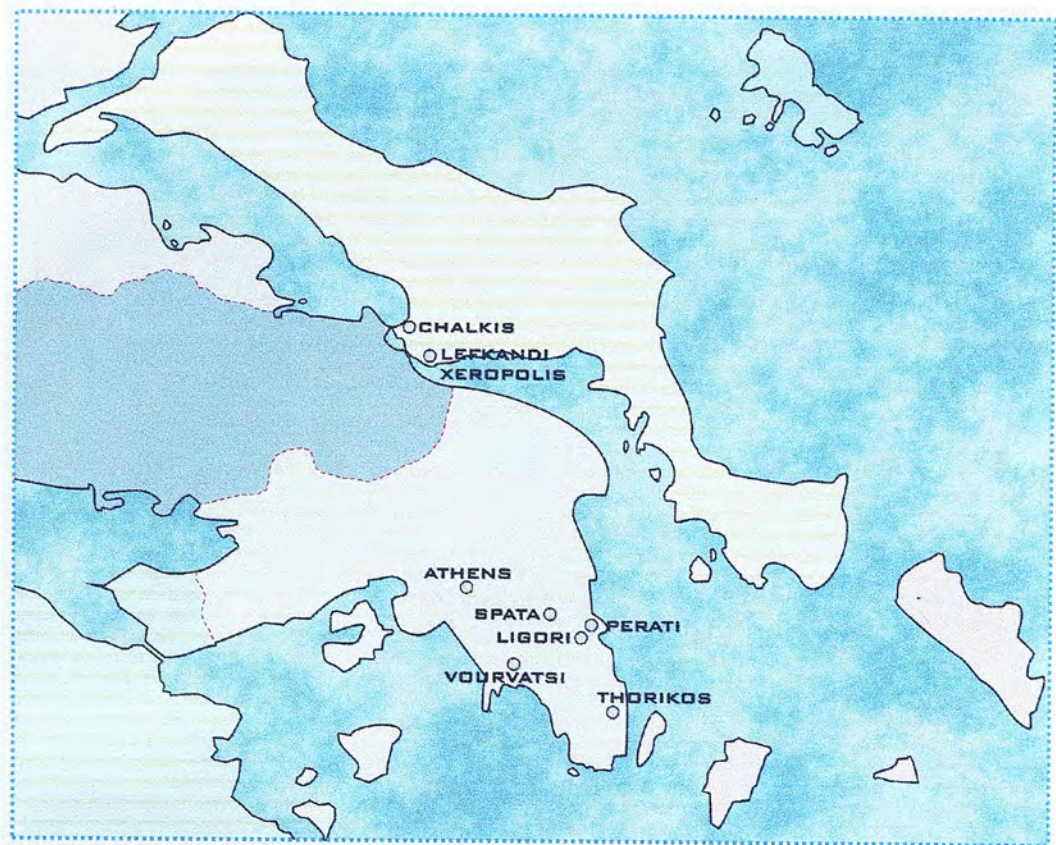 CHALKIS
LEFKANDI
XEROPOLIS
ATHENS
SPATA
PERATI
LIGORI
VOURVATSI
THORIKOS